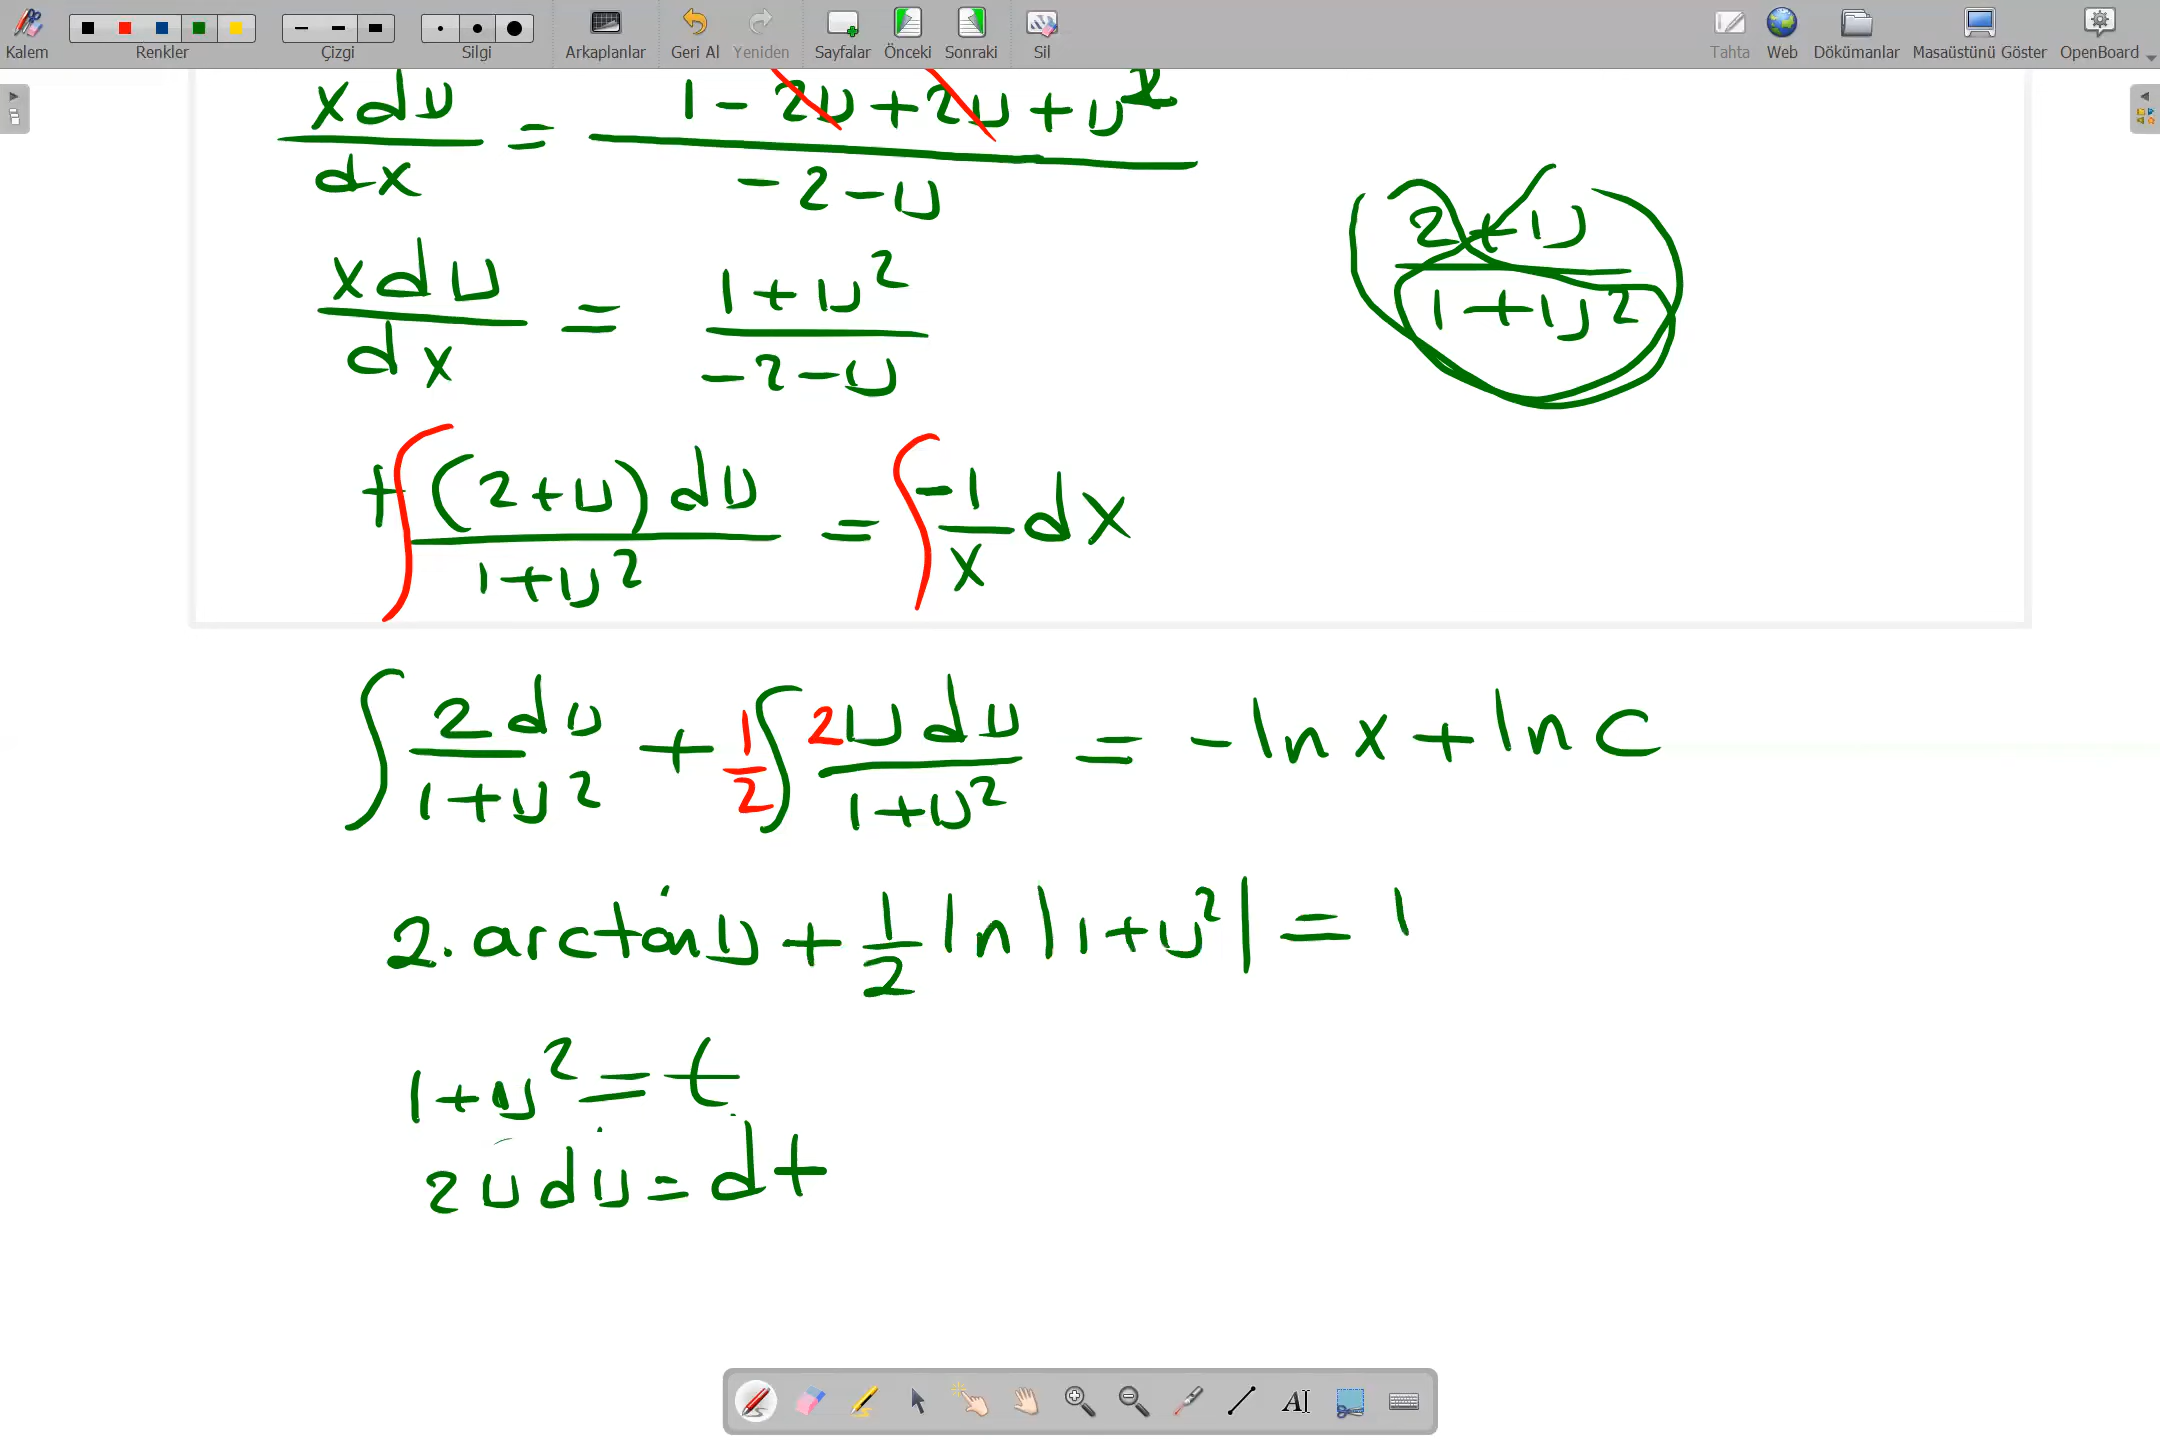 Kalem Renkler Çizgi Silgi Arkaplanlar Geri Al Yeniden Sayfalar Önceki Sonraki Sil Tahta Web Dökümanlar Masaüstünü Göster OpenBoard
xdu/dx = (1 - 2u + 2u + u²)/(-2-u)
(2+u)/(1+u²)
xdu/dx = (1+u²)/(-2-u)
+∫ (2+u)du/(1+u²) = ∫ -1/x dx
∫ 2du/(1+u²) + 1/2 ∫ 2udu/(1+u²) = -ln x + ln c
2. arctan u + 1/2 ln |1+u²| = l
1+u² = t
2udu = dt
AI